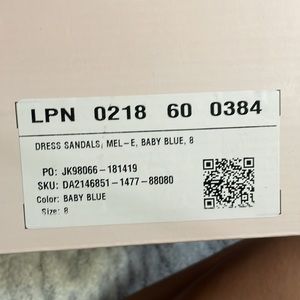 LPN 0218 60 0384
DRESS SANDALS, MEL-E, BABY BLUE, 8
PO: JK98066-181419
SKU: DA2146851-1477-88080
Color: BABY BLUE
Size: 8